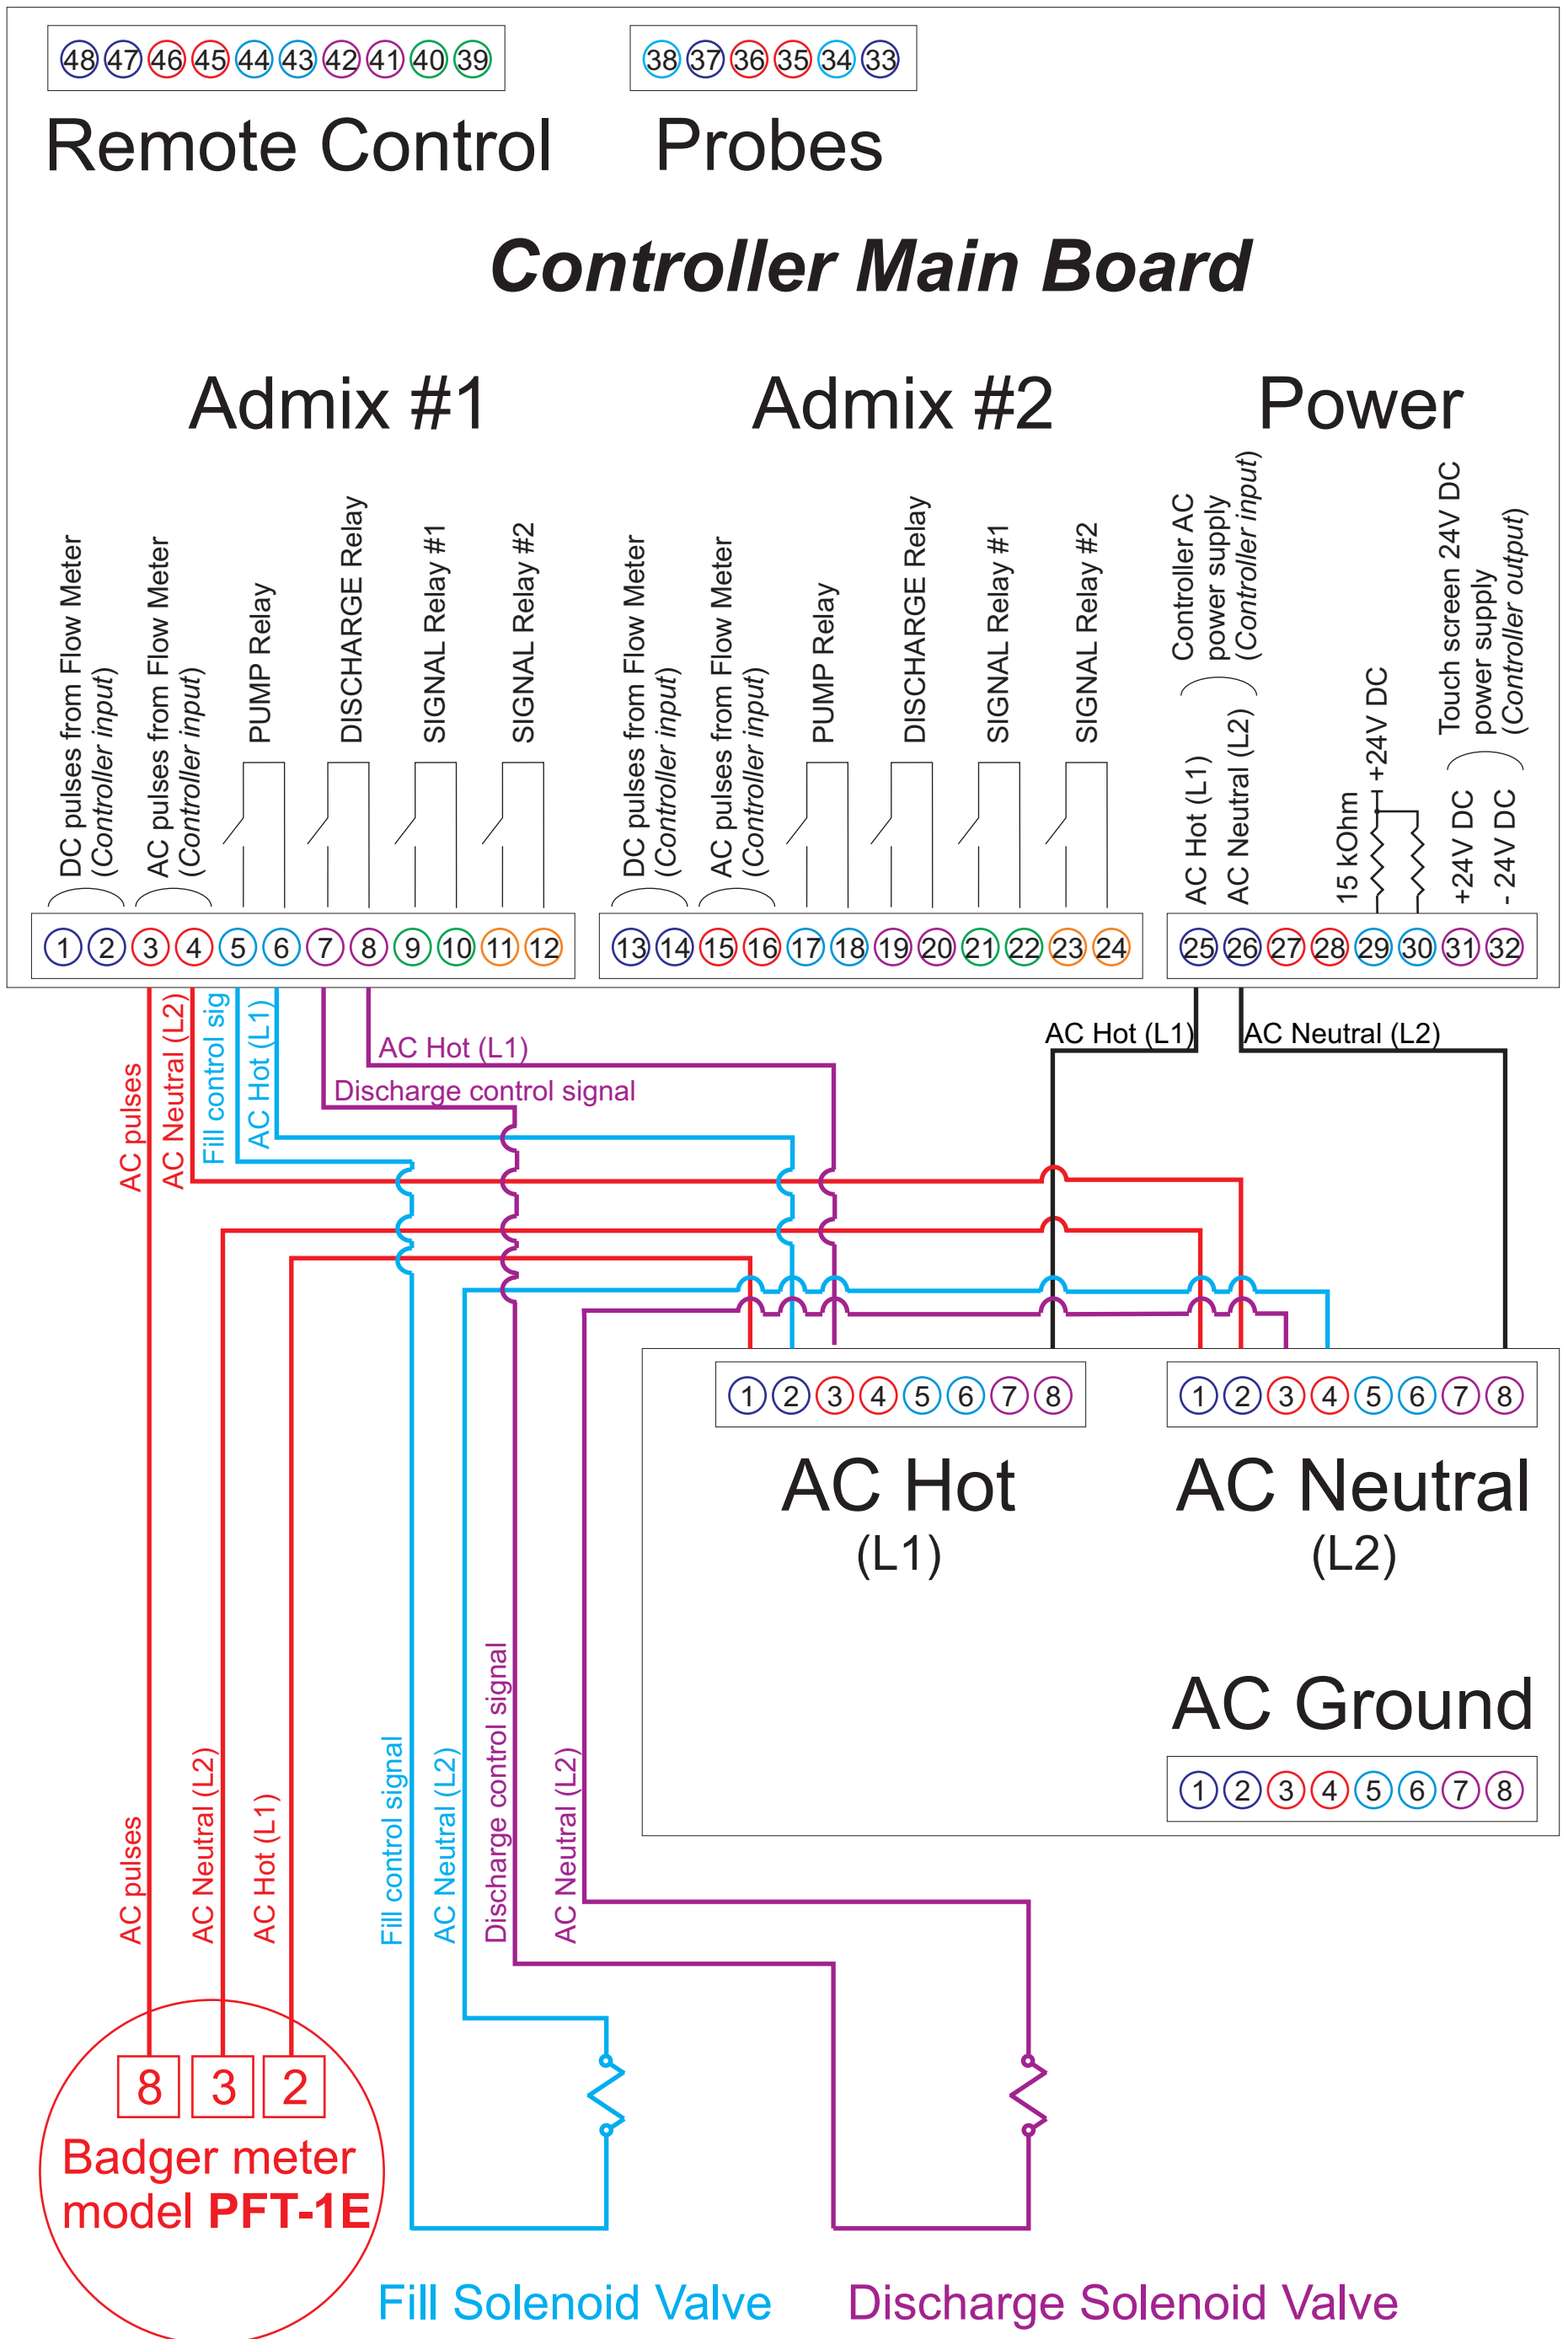 48 47 46 45 44 43 42 41 40 39
38 37 36 35 34 33
Remote Control
Probes
Controller Main Board
Admix #1
Admix #2
Power
DC pulses from Flow Meter
(Controller input)
AC pulses from Flow Meter
(Controller input)
PUMP Relay
DISCHARGE Relay
SIGNAL Relay #1
SIGNAL Relay #2
DC pulses from Flow Meter
(Controller input)
AC pulses from Flow Meter
(Controller input)
PUMP Relay
DISCHARGE Relay
SIGNAL Relay #1
SIGNAL Relay #2
Controller AC
power supply
(Controller input)
AC Hot (L1)
AC Neutral (L2)
15 kOhm
+24V DC
Touch screen 24V DC
power supply
(Controller output)
+24V DC
- 24V DC
1 2 3 4 5 6 7 8 9 10 11 12
13 14 15 16 17 18 19 20 21 22 23 24
25 26 27 28 29 30 31 32
AC pulses
AC Neutral (L2)
Fill control sig
AC Hot (L1)
AC Hot (L1)
Discharge control signal
AC Hot (L1)
AC Neutral (L2)
1 2 3 4 5 6 7 8
1 2 3 4 5 6 7 8
AC Hot
(L1)
AC Neutral
(L2)
AC Ground
1 2 3 4 5 6 7 8
AC pulses
AC Neutral (L2)
AC Hot (L1)
Fill control signal
AC Neutral (L2)
Discharge control signal
AC Neutral (L2)
8 3 2
Badger meter
model PFT-1E
Fill Solenoid Valve
Discharge Solenoid Valve